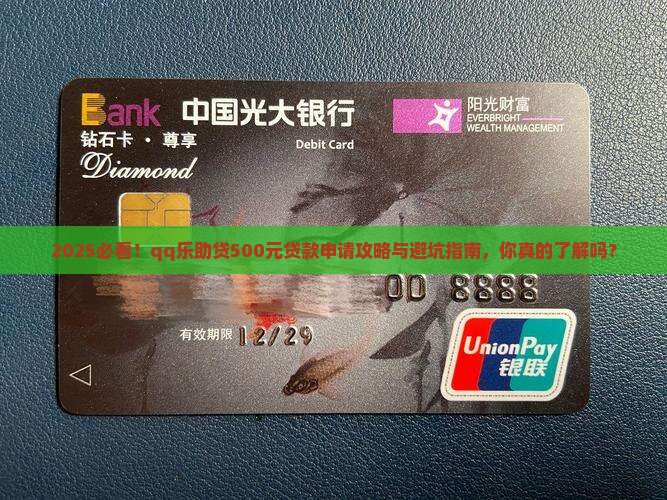 Bank 中国光大银行
阳光财富
EVERBRIGHT
WEALTH MANAGEMENT
钻石卡·尊享
Debit Card
Diamond
2025必看！qq乐助贷500元贷款申请攻略与避坑指南，你真的了解吗？
00 8888
有效期限 12/29
UnionPay
银联